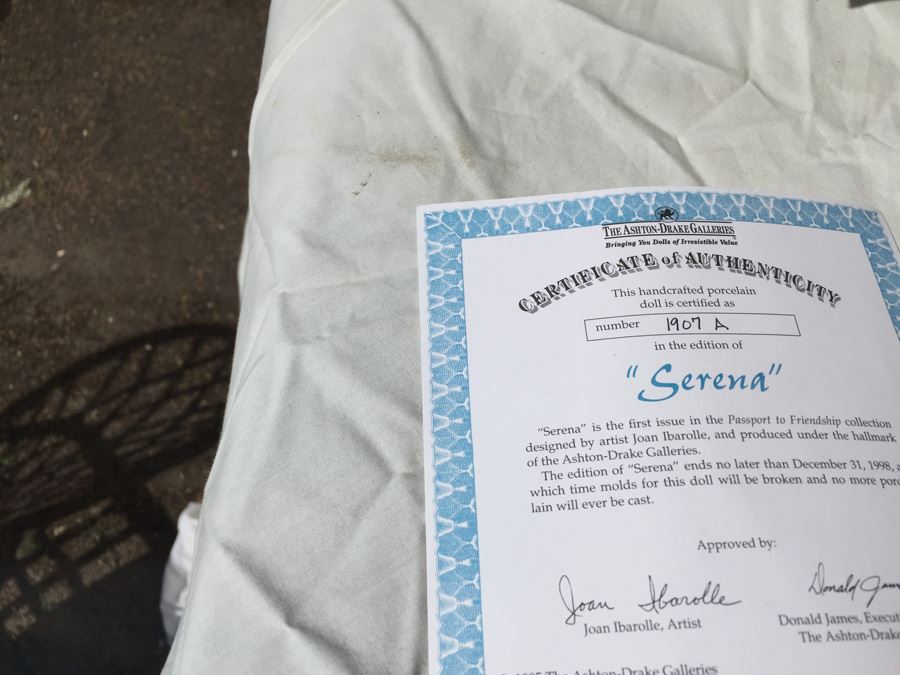 THE ASHTON-DRAKE GALLERIES
Bringing You Dolls of Irresistible Value
CERTIFICATE of AUTHENTICITY
This handcrafted porcelain
doll is certified as
number 1907 A
in the edition of
"Serena"
"Serena" is the first issue in the Passport to Friendship collection
designed by artist Joan Ibarolle, and produced under the hallmark
of the Ashton-Drake Galleries.
The edition of "Serena" ends no later than December 31, 1998,
which time molds for this doll will be broken and no more
lain will ever be cast.
Approved by:
Joan Ibarolle Donald
Joan Ibarolle, Artist Donald James,
The Ashton-Drake
The Ashton-Drake Galleries